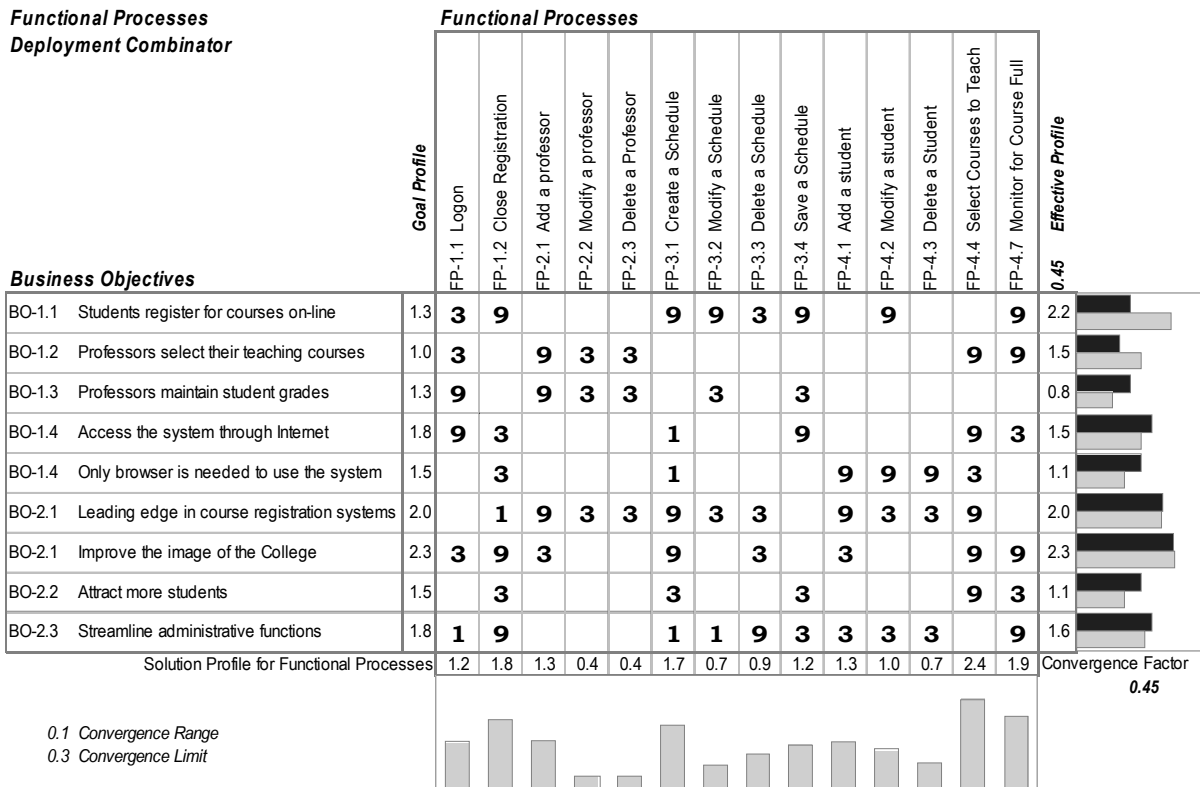 Functional Processes
Deployment Combinator
Functional Processes
Goal Profile
FP-1.1 Logon
FP-1.2 Close Registration
FP-2.1 Add a professor
FP-2.2 Modify a professor
FP-2.3 Delete a Professor
FP-3.1 Create a Schedule
FP-3.2 Modify a Schedule
FP-3.3 Delete a Schedule
FP-3.4 Save a Schedule
FP-4.1 Add a student
FP-4.2 Modify a student
FP-4.3 Delete a Student
FP-4.4 Select Courses to Teach
FP-4.7 Monitor for Course Full
0.45 Effective Profile
Business Objectives
BO-1.1 Students register for courses on-line 1.3 3 9 9 9 3 9 9 9 2.2
BO-1.2 Professors select their teaching courses 1.0 3 9 3 3 9 9 1.5
BO-1.3 Professors maintain student grades 1.3 9 9 3 3 3 3 0.8
BO-1.4 Access the system through Internet 1.8 9 3 1 9 9 3 1.5
BO-1.4 Only browser is needed to use the system 1.5 3 1 9 9 9 3 1.1
BO-2.1 Leading edge in course registration systems 2.0 1 9 3 3 9 3 3 9 3 3 9 2.0
BO-2.1 Improve the image of the College 2.3 3 9 3 9 3 3 9 9 2.3
BO-2.2 Attract more students 1.5 3 3 3 9 3 1.1
BO-2.3 Streamline administrative functions 1.8 1 9 1 1 9 3 3 3 3 9 1.6
Solution Profile for Functional Processes 1.2 1.8 1.3 0.4 0.4 1.7 0.7 0.9 1.2 1.3 1.0 0.7 2.4 1.9 Convergence Factor
0.45
0.1 Convergence Range
0.3 Convergence Limit